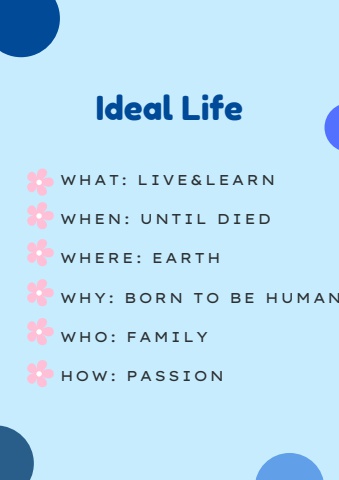 Ideal Life
WHAT: LIVE&LEARN
WHEN: UNTIL DIED
WHERE: EARTH
WHY: BORN TO BE HUMAN
WHO: FAMILY
HOW: PASSION